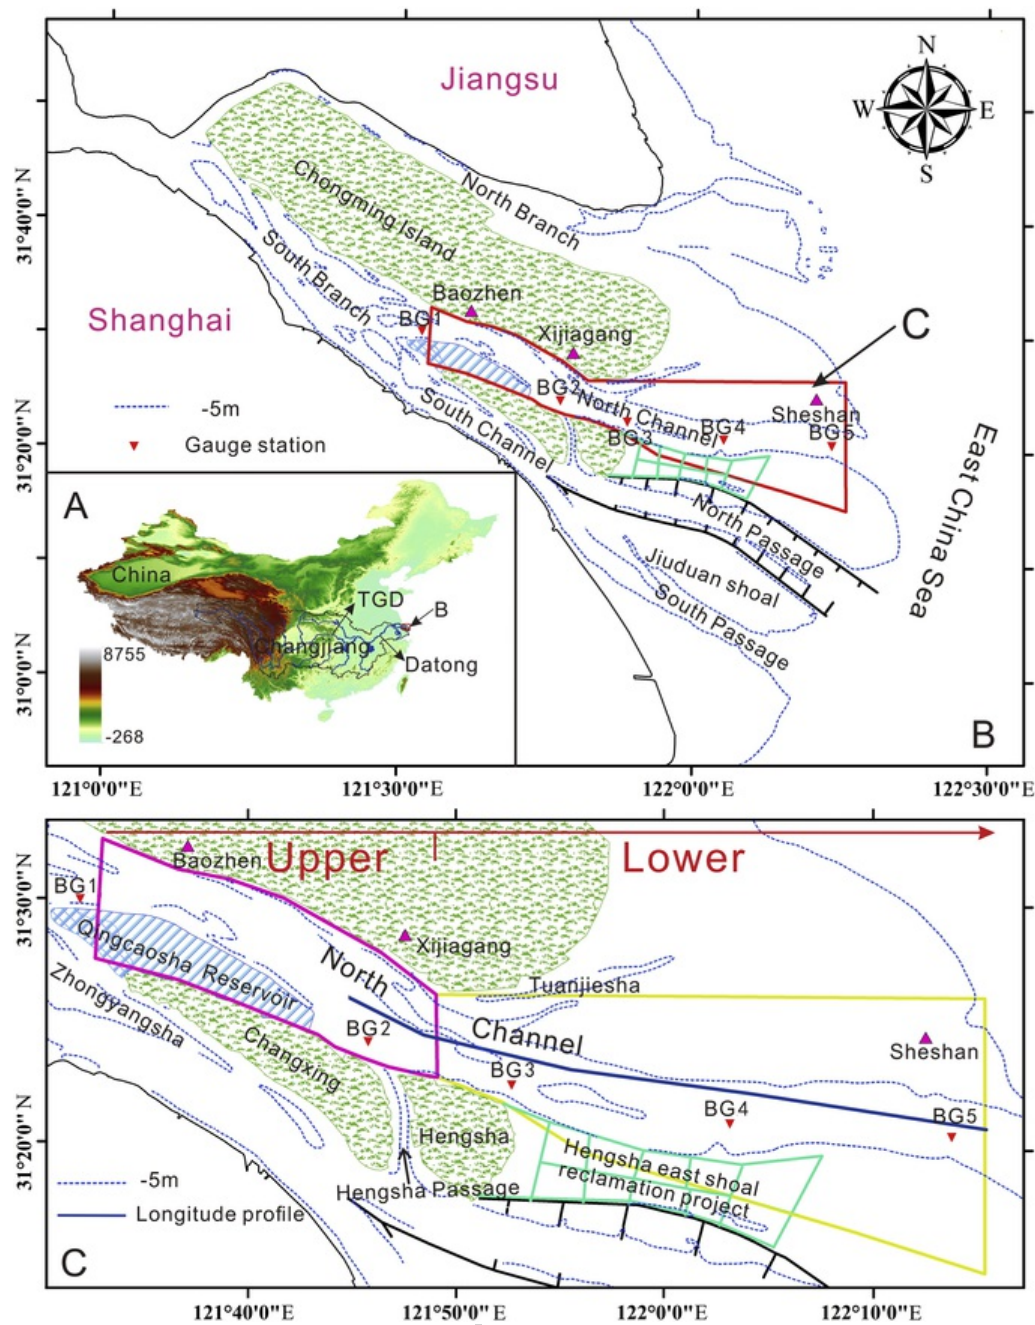 Jiangsu
N
W
E
S
31°40'0" N
Chongming Island
North Branch
South Branch
Baozhen
Shanghai
BG1
Xijiagang
C
BG2
Sheshan
-5m
South Channel
North Channel
BG4
BG5
Gauge station
BG3
31°20'0" N
East China Sea
North Passage
A
China
Jiuduan shoal
TGD
B
South Passage
Changjiang
Datong
8755
31°0'0" N
-268
B
121°0'0"E
121°30'0"E
122°0'0"E
122°30'0"E
Upper
Lower
Baozhen
BG1
31°30'0" N
Xijiagang
Qingcaosha Reservoir
North
Tuanjiesha
Zhongyangsha
BG2
Channel
Sheshan
Changxing
BG3
BG4
BG5
31°20'0" N
Hengsha
Hengsha east shoal
reclamation project
-5m
Hengsha Passage
Longitude profile
C
121°40'0"E
121°50'0"E
122°0'0"E
122°10'0"E